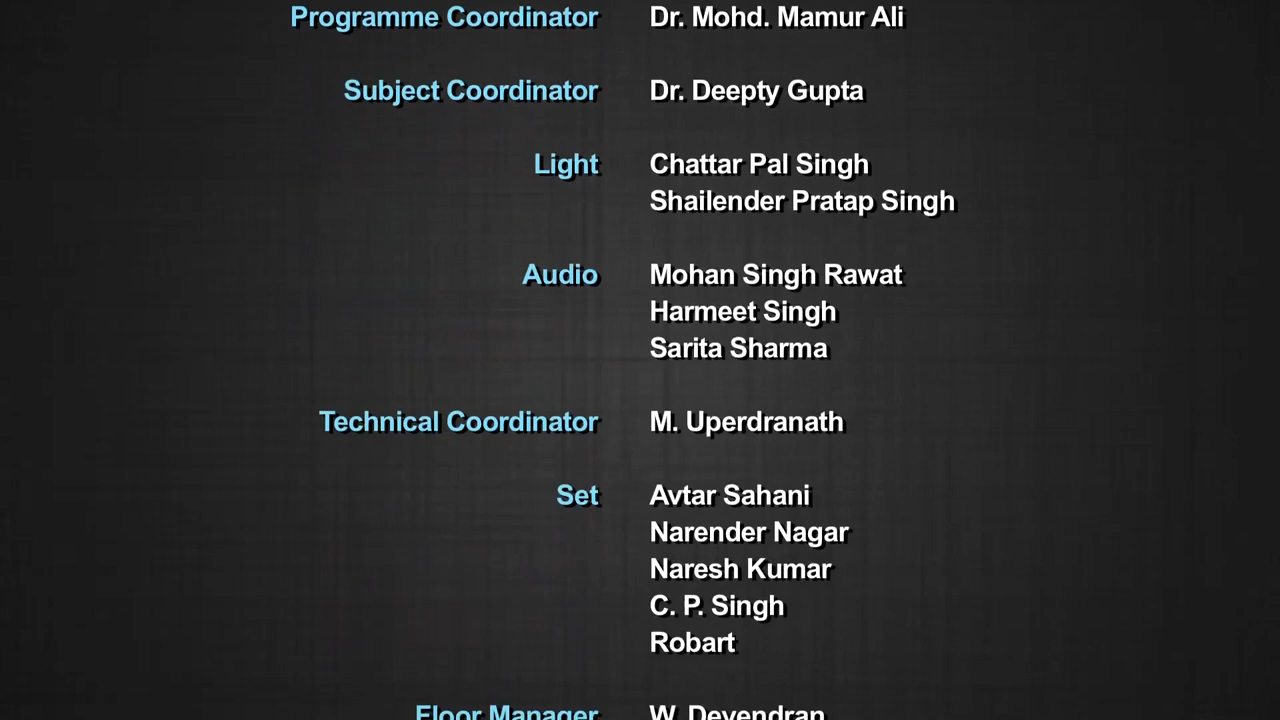 Programme Coordinator Dr. Mohd. Mamur Ali
Subject Coordinator Dr. Deepty Gupta
Light Chattar Pal Singh
Shailender Pratap Singh
Audio Mohan Singh Rawat
Harmeet Singh
Sarita Sharma
Technical Coordinator M. Uperdranath
Set Avtar Sahani
Narender Nagar
Naresh Kumar
C. P. Singh
Robart
Floor Manager W. Devendran